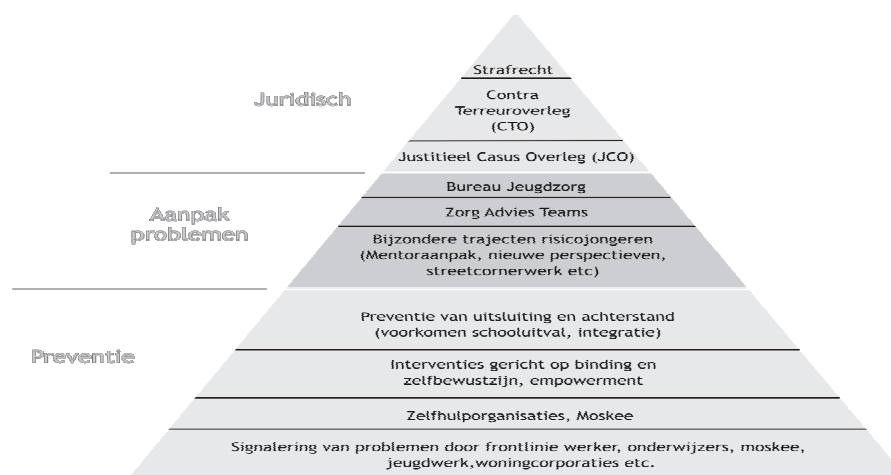 Strafrecht
Juridisch
Contra
Terreuroverleg
(CTO)
Justitieel Casus Overleg (JCO)
Bureau Jeugdzorg
Aanpak
problemen
Zorg Advies Teams
Bijzondere trajecten risicojongeren
(Mentoraanpak, nieuwe perspectieven,
streetcornerwerk etc)
Preventie van uitsluiting en achterstand
(voorkomen schooluitval, integratie)
Preventie
Interventies gericht op binding en
zelfbewustzijn, empowerment
Zelfhulporganisaties, Moskee
Signalering van problemen door frontlinie werker, onderwijzers, moskee,
jeugdwerk,woningcorporaties etc.